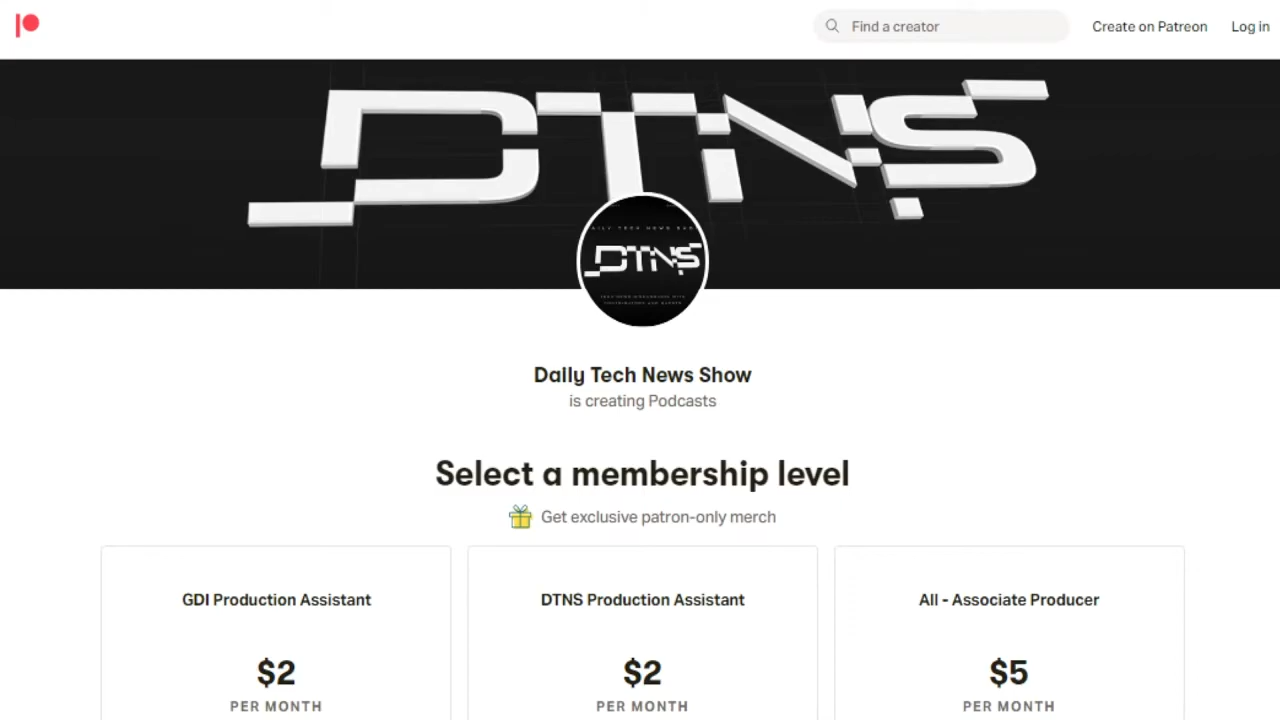 Find a creator
Create on Patreon
Log in
DTNS
DTNS
Daily Tech News Show
is creating Podcasts
Select a membership level
Get exclusive patron-only merch
GDI Production Assistant
DTNS Production Assistant
All - Associate Producer
$2
$2
$5
PER MONTH
PER MONTH
PER MONTH